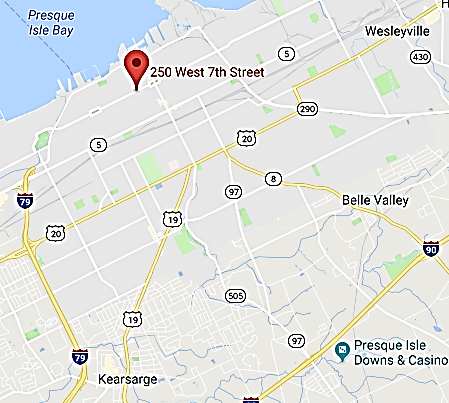 Presque
Isle Bay
H
Wesleyville
5
430
250 West 7th Street
290
20
5
8
97
79
Belle Valley
19
20
90
505
19
97
79
Presque Isle
Downs & Casino
Kearsarge